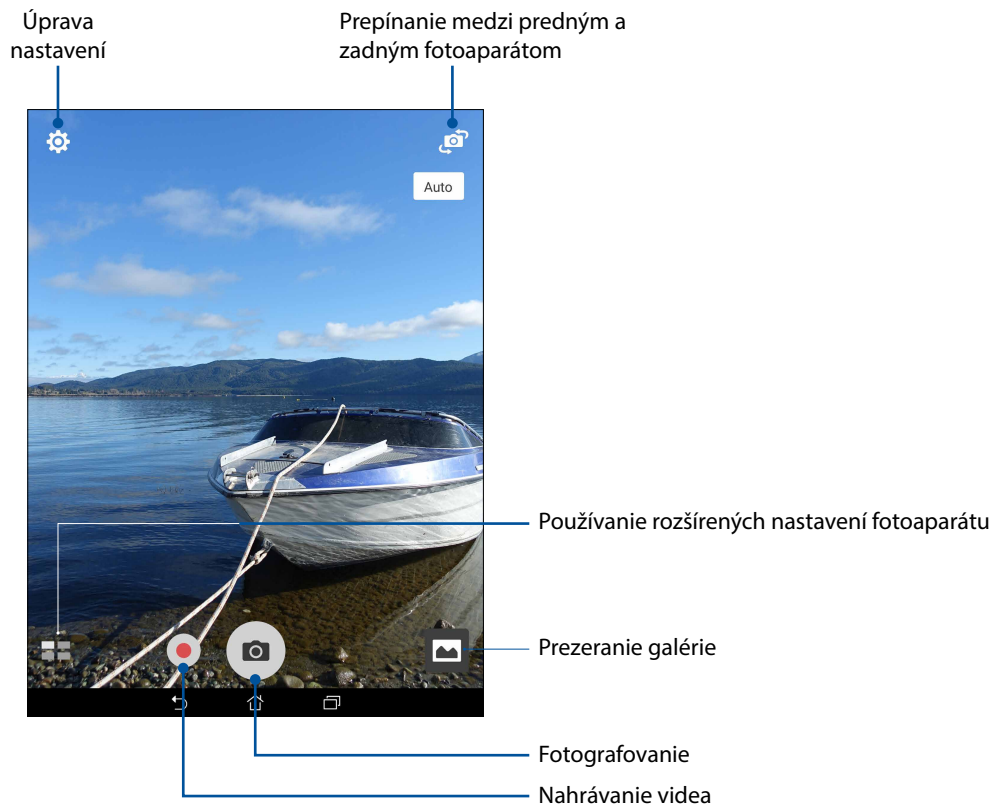 Úprava
nastavení
Prepínanie medzi predným a
zadným fotoaparátom
Auto
Používanie rozšírených nastavení fotoaparátu
Prezeranie galérie
Fotografovanie
Nahrávanie videa